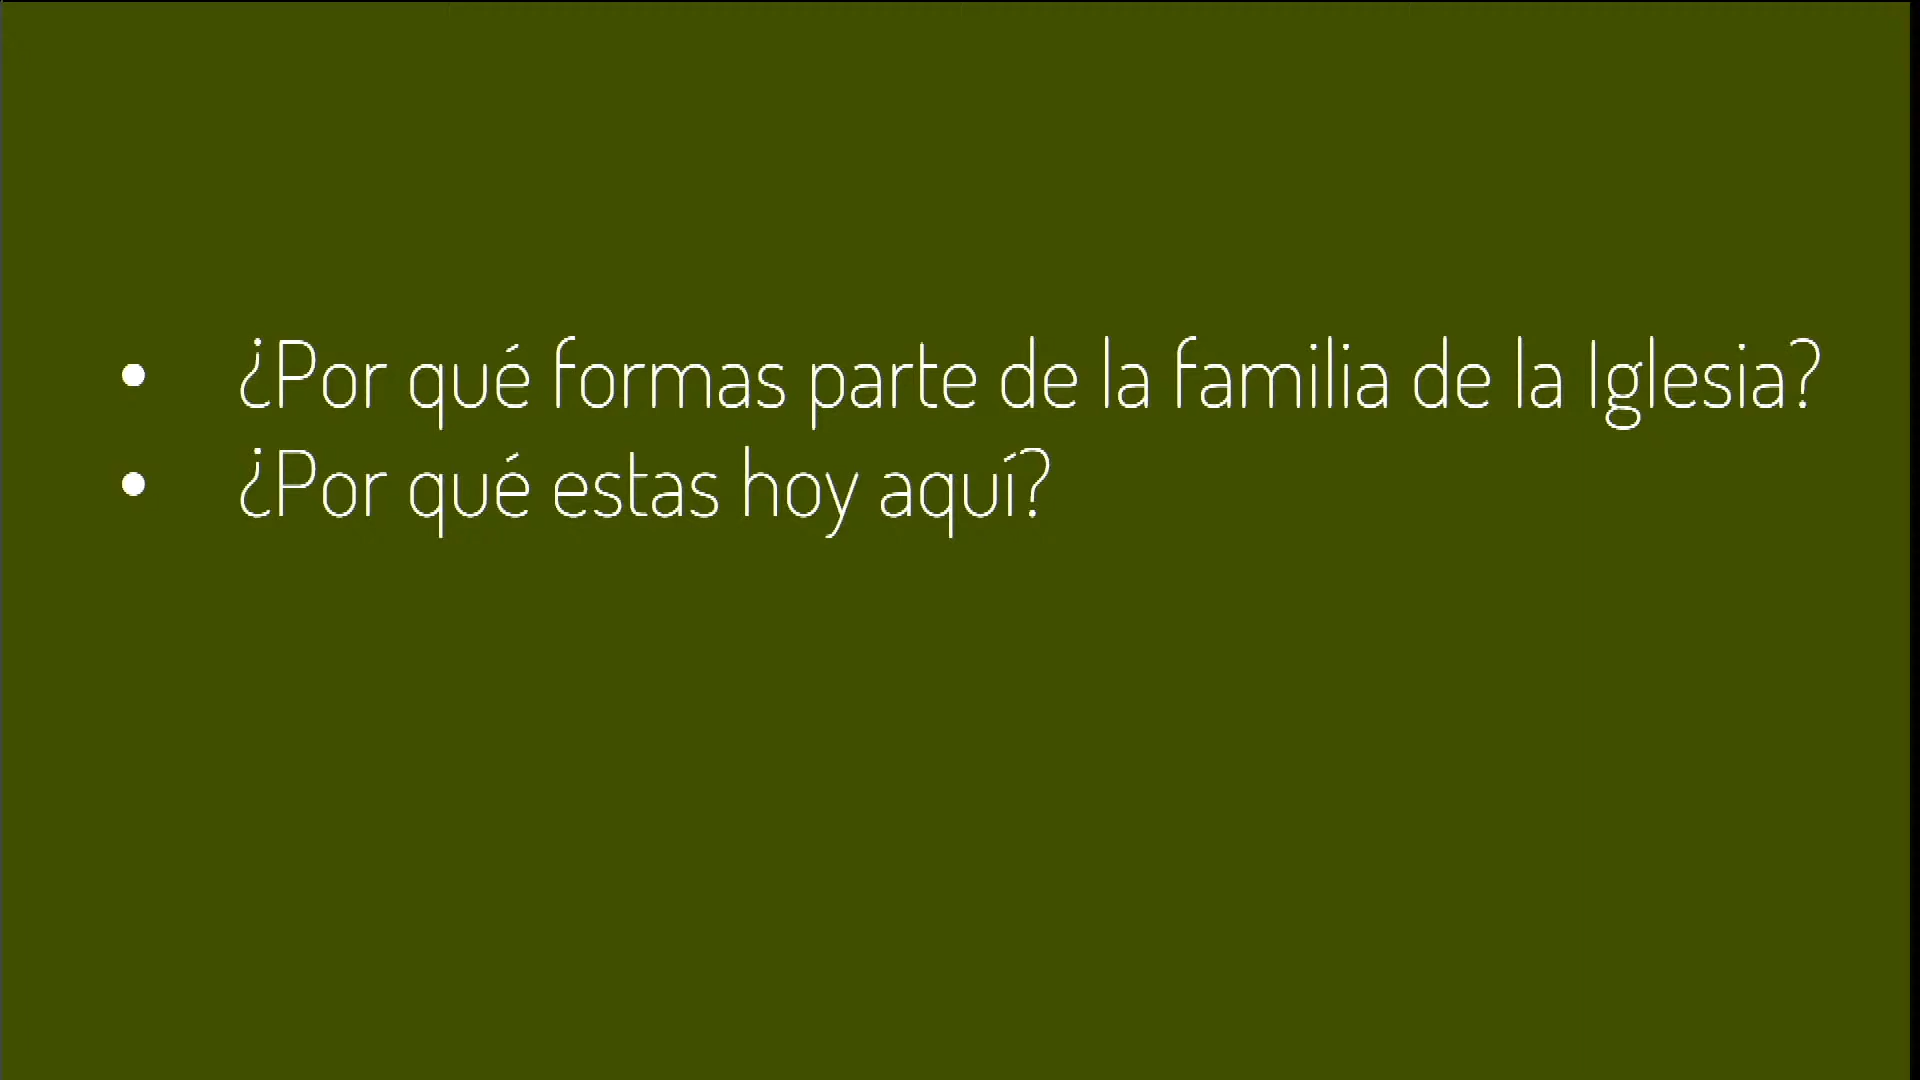 • ¿Por qué formas parte de la familia de la Iglesia?
• ¿Por qué estas hoy aquí?